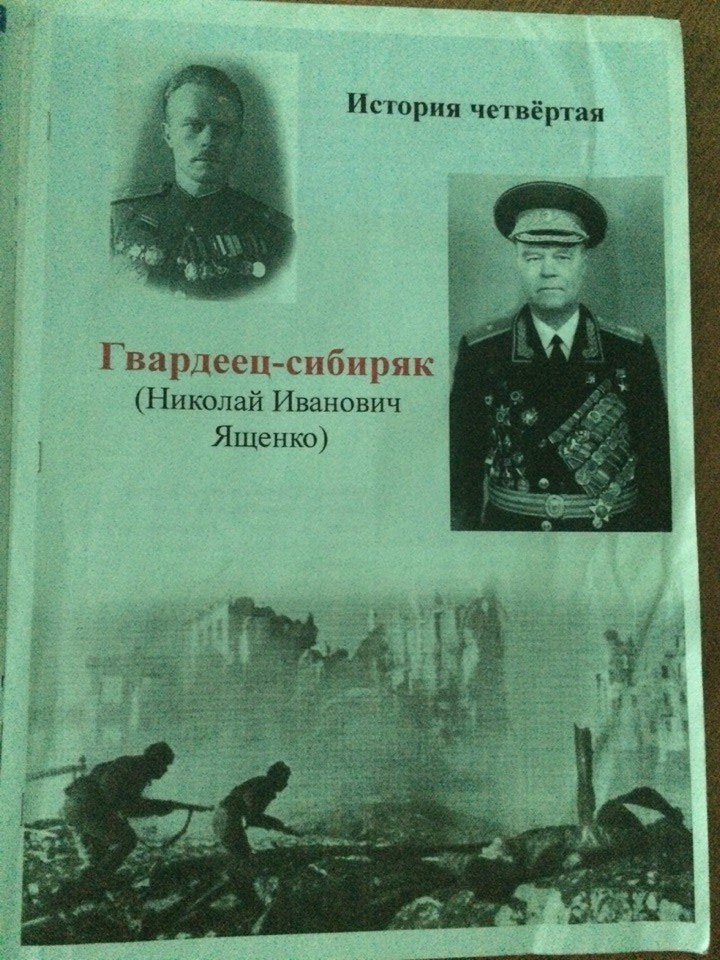 История четвёртая
Гвардеец-сибиряк
(Николай Иванович
Ященко)